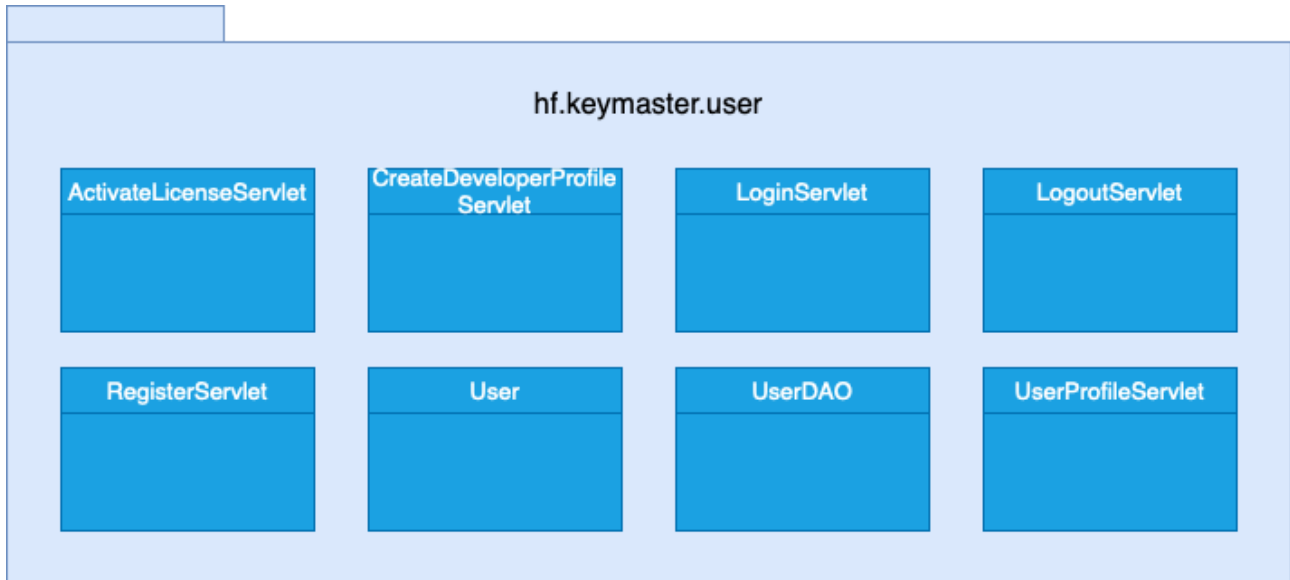 hf.keymaster.user
ActivateLicenseServlet
CreateDeveloperProfile
Servlet
LoginServlet
LogoutServlet
RegisterServlet
User
UserDAO
UserProfileServlet